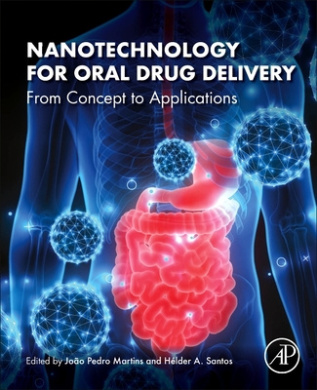 NANOTECHNOLOGY
FOR ORAL DRUG DELIVERY
From Concept to Applications
Edited by João Pedro Martins and Hélder A. Santos
AP